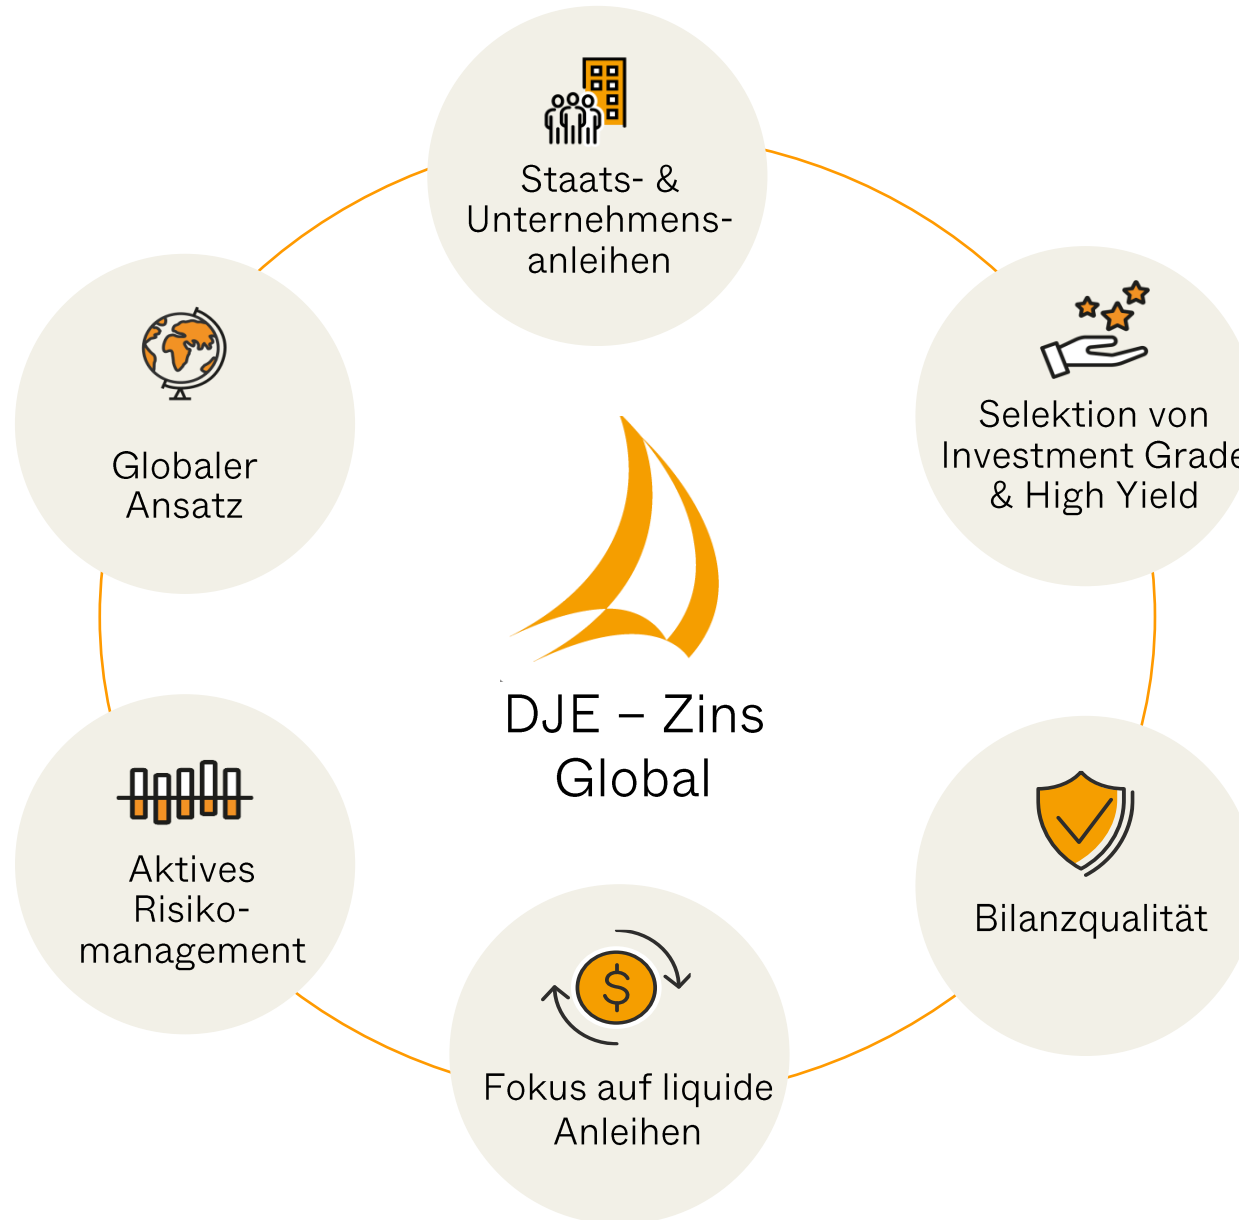 Staats- &
Unternehmens-
anleihen
Selektion von
Investment Grade
& High Yield
Globaler
Ansatz
DJE – Zins
Global
Aktives
Risiko-
management
Bilanzqualität
$
Fokus auf liquide
Anleihen